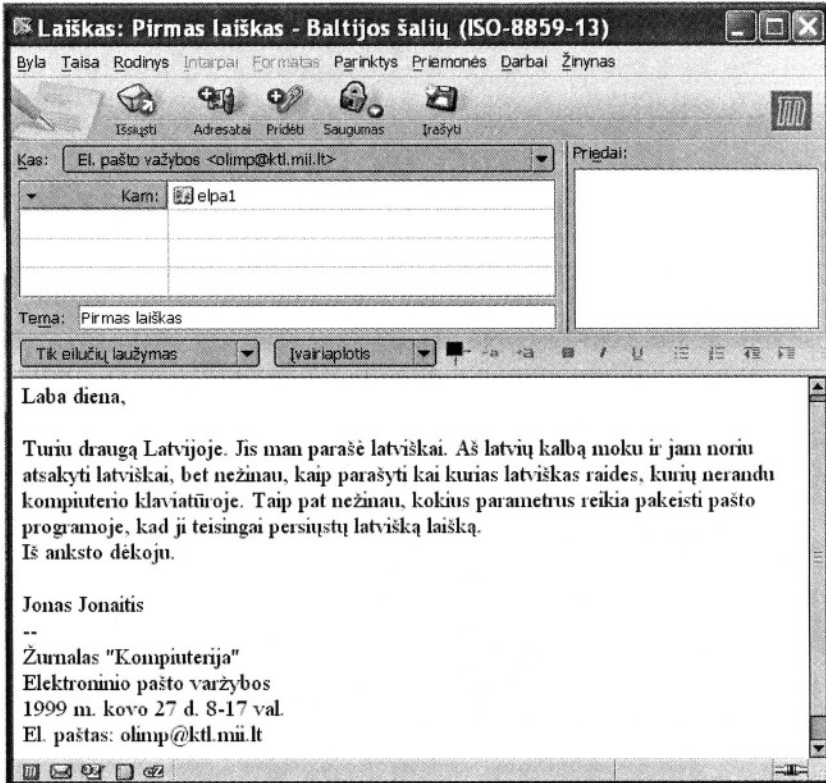 Laiškas: Pirmas laiškas - Baltijos šalių (ISO-8859-13)
Byla Taisa Rodinys Intarpai Formatas Parinktys Priemonės Darbai Žinynas
Išsiųsti Adresatai Pridėti Saugumas Įrašyti
Kas: El. pašto važybos <olimp@ktl.mii.lt>
Priedai:
Kam: elpa1
Tema: Pirmas laiškas
Tik eilučių laužymas Įvairiaplotis
Laba diena,
Turiu draugą Latvijoje. Jis man parašė latviškai. Aš latvių kalbą moku ir jam noriu
atsakyti latviškai, bet nežinau, kaip parašyti kai kurias latviškas raides, kurių nerandu
kompiuterio klaviatūroje. Taip pat nežinau, kokius parametrus reikia pakeisti pašto
programoje, kad ji teisingai persiųstų latvišką laišką.
Iš anksto dėkoju.
Jonas Jonaitis
--
Žurnalas "Kompiuterija"
Elektroninio pašto varžybos
1999 m. kovo 27 d. 8-17 val.
El. paštas: olimp@ktl.mii.lt